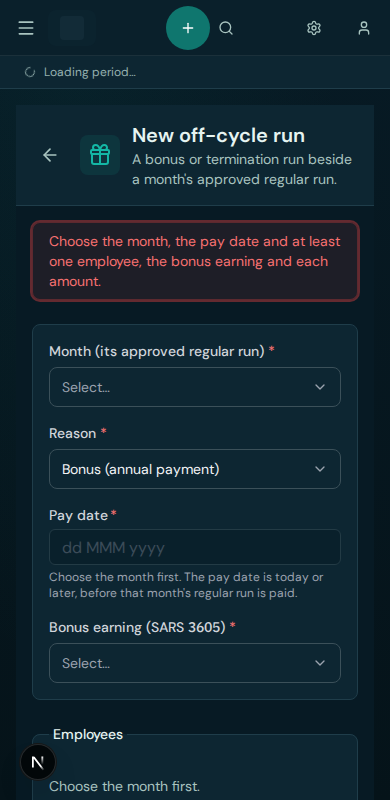 Loading period…
New off-cycle run
A bonus or termination run beside
a month's approved regular run.
Choose the month, the pay date and at least
one employee, the bonus earning and each
amount.
Month (its approved regular run) *
Select…
Reason *
Bonus (annual payment)
Pay date *
dd MMM yyyy
Choose the month first. The pay date is today or
later, before that month's regular run is paid.
Bonus earning (SARS 3605) *
Select…
Employees
N
Choose the month first.